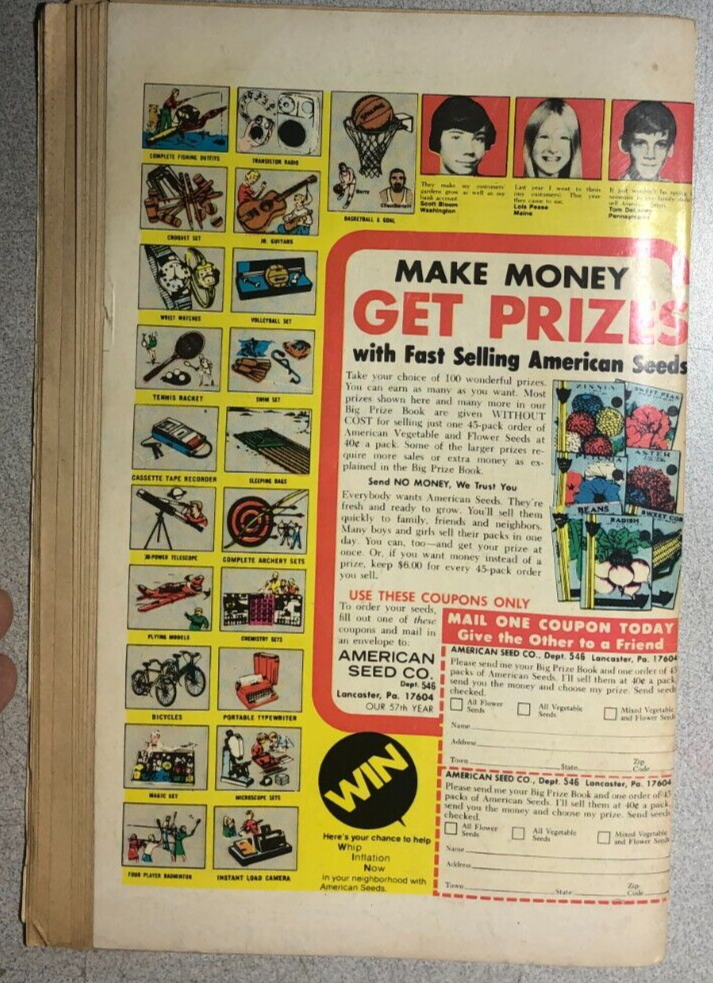 COMPLETE FISHING OUTFITS
TRANSISTOR RADIO
SPALDING
Barry
BASKETBALL & GOAL
They make my customers'
gardens grow as well as my
bank account.
Scott Bloom
Washington
Last year I went to them
my customers! This year
they came to me.
Lois Pease
Maine
Tom
CROQUET SET
JR. GUITARS
WRIST WATCHES
VOLLEYBALL SET
TENNIS RACKET
SWIM SET
CASSETTE TAPE RECORDER
SLEEPING BAGS
30-POWER TELESCOPE
COMPLETE ARCHERY SETS
FLYING MODELS
CHEMISTRY SETS
BICYCLES
PORTABLE TYPEWRITER
MAGIC SET
MICROSCOPE SETS
FOUR PLAYER BADMINTON
INSTANT LOAD CAMERA
MAKE MONEY
GET PRIZES
with Fast Selling American Seeds
Take your choice of 100 wonderful prizes.
You can earn as many as you want. Most
prizes shown here and many more in our
Big Prize Book are given WITHOUT
COST for selling just one 45-pack order of
American Vegetable and Flower Seeds at
40¢ a pack. Some of the larger prizes re-
quire more sales or extra money as ex-
plained in the Big Prize Book.
Send NO MONEY, We Trust You
Everybody wants American Seeds. They're
fresh and ready to grow. You'll sell them
quickly to family, friends and neighbors.
Many boys and girls sell their packs in one
day. You can, too—and get your prize at
once. Or, if you want money instead of a
prize, keep $6.00 for every 45-pack order
you sell.
ZINNIA
SWEET PEAS
ASTER
BEANS
RADISH
SWEET COR
USE THESE COUPONS ONLY
To order your seeds,
fill out one of these
coupons and mail in
an envelope to:
AMERICAN
SEED CO.
Dept. 546
Lancaster, Pa. 17604
OUR 57th YEAR
MAIL ONE COUPON TODAY
Give the Other to a Friend
AMERICAN SEED CO., Dept. 546 Lancaster, Pa. 17604
Please send me your Big Prize Book and one order of 45
packs of American Seeds. I'll sell them at 40¢ a pack,
send you the money and choose my prize. Send seeds
checked.
All Flower Seeds
All Vegetable Seeds
Mixed Vegetable and Flower Seeds
Name
Address
Town State Zip Code
AMERICAN SEED CO., Dept. 546 Lancaster, Pa. 17604
Please send me your Big Prize Book and one order of 45
packs of American Seeds. I'll sell them at 40¢ a pack,
send you the money and choose my prize. Send seeds
checked.
All Flower Seeds
All Vegetable Seeds
Mixed Vegetable and Flower Seeds
Name
Address
Town State Zip Code
WIN
Here's your chance to help
Whip
Inflation
Now
in your neighborhood with
American Seeds.